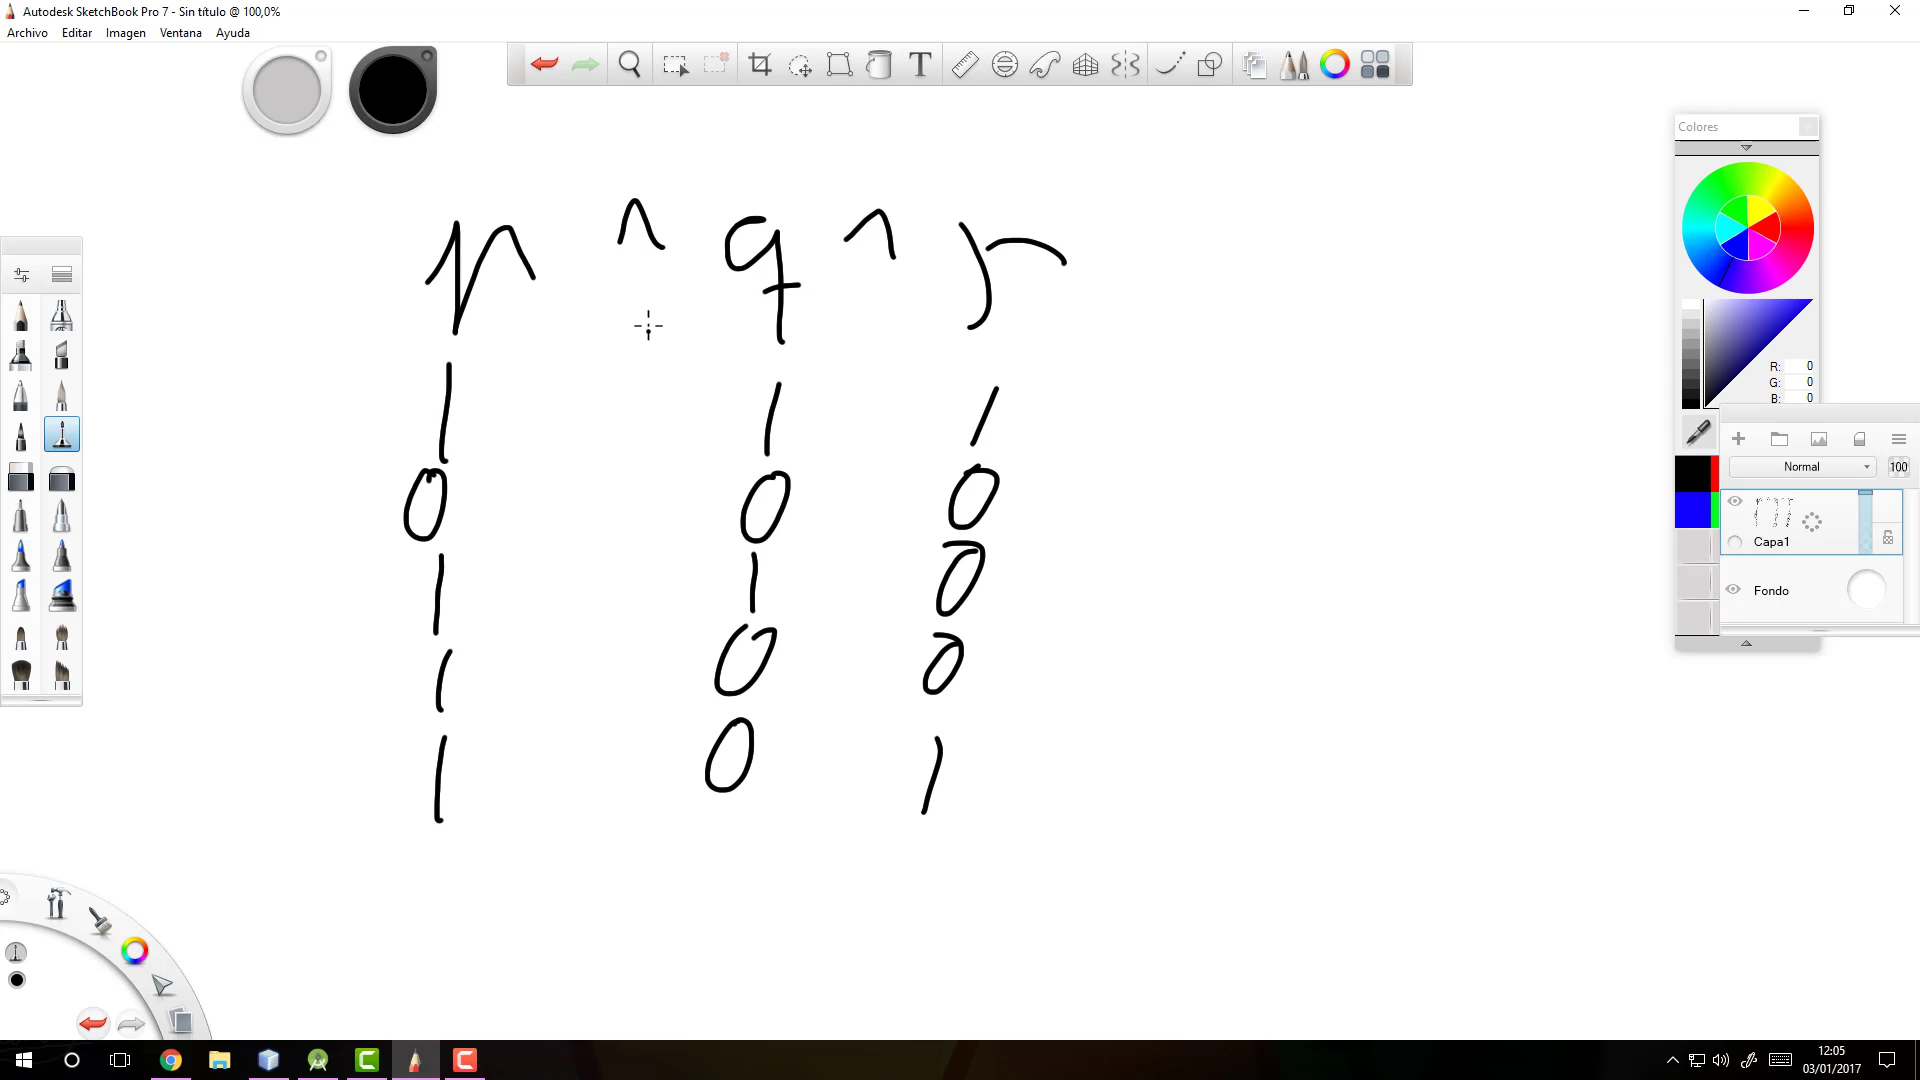 Autodesk SketchBook Pro 7 - Sin título @ 100,0%
Archivo Editar Imagen Ventana Ayuda
T
Colores
p ^ q ^ r
1 1 1
0 0 0
1 1 0
1 0 0
1 0 1
R: 0
G: 0
B: 0
Normal 100
Capa1
Fondo
12:05
03/01/2017